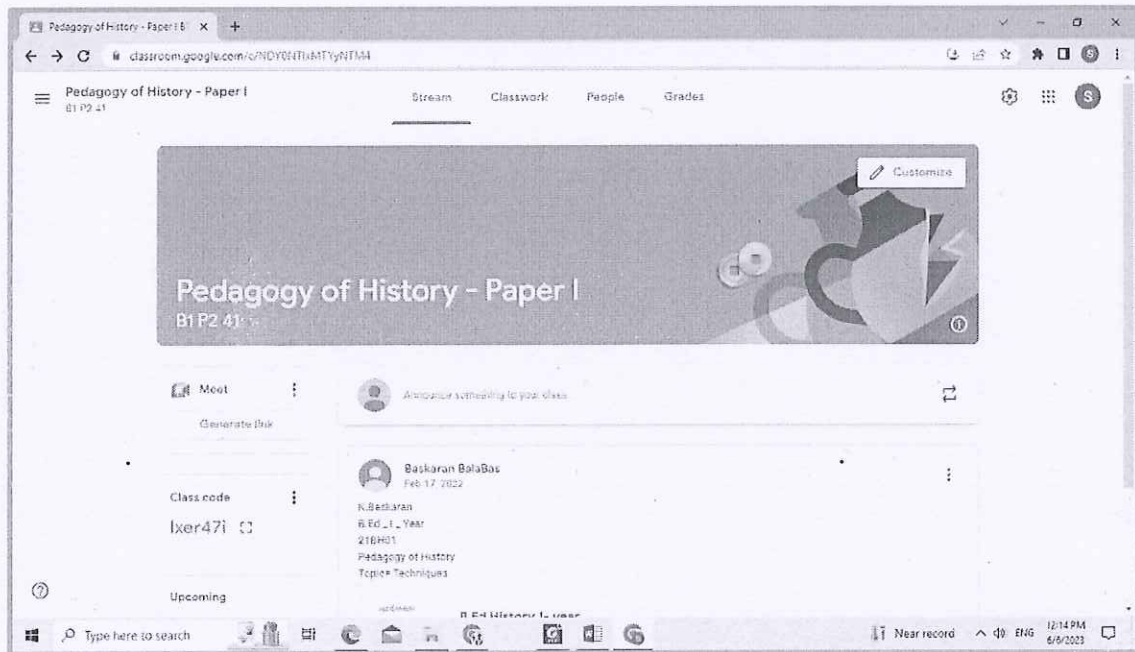 Pedagogy of History - Paper I B
classroom.google.com/c/
Pedagogy of History - Paper I
B1 P2 41
Stream Classwork People Grades
S
Customize
Pedagogy of History - Paper I
B1 P2 41
Meet
Generate link
Announce something to your class
Baskaran BalaBas
Feb 17, 2022
K.Baskaran
B.Ed _ I _ Year
21BH01
Pedagogy of History
Topic= Techniques
Class code
lxer47i
Upcoming
B.Ed History I- year
Type here to search
Near record
ENG
12:14 PM
6/6/2023